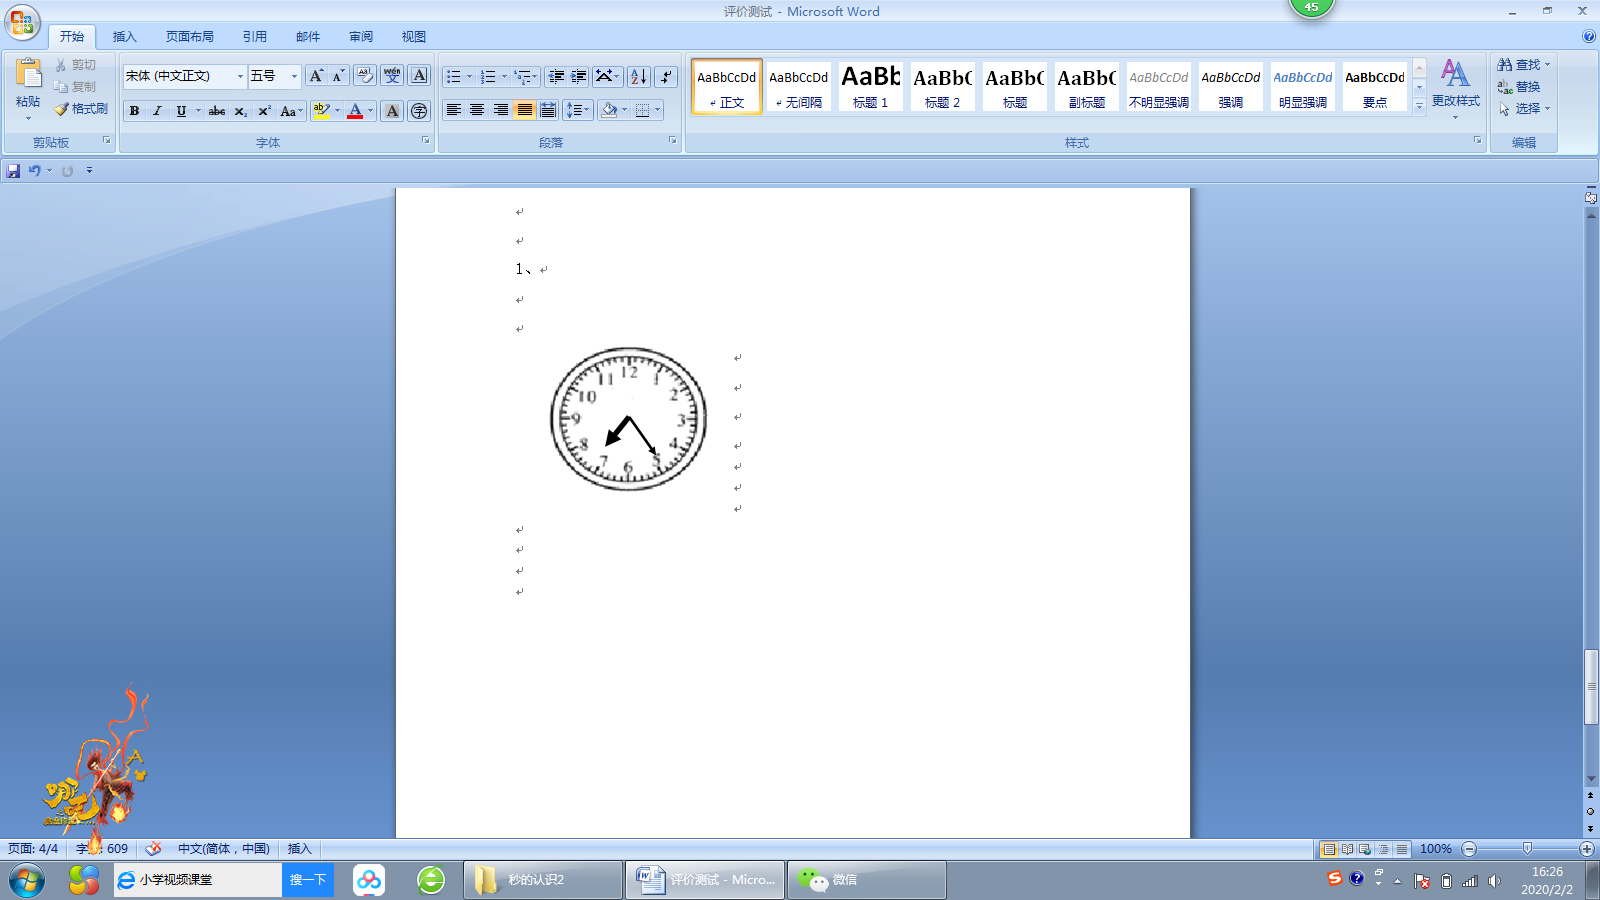 评价测试 - Microsoft Word
45
开始 插入 页面布局 引用 邮件 审阅 视图
粘贴 剪切 复制 格式刷
宋体 (中文正文) 五号
AaBbCcDd AaBbCcDd AaBb AaBbC AaBbC AaBbC AaBbCcDd AaBbCcDd AaBbCcDd AaBbCcDd
正文 无间隔 标题 1 标题 2 标题 副标题 不明显强调 强调 明显强调 要点
更改样式
查找
替换
选择
剪贴板 字体 段落 样式 编辑
1、
12 1 2 3 4 5 6 7 8 9 10 11
页面: 4/4 609 中文(简体，中国) 插入 100%
小学视频课堂 搜一下 秒的认识2 评价测试 - Micro... 微信
16:26
2020/2/2